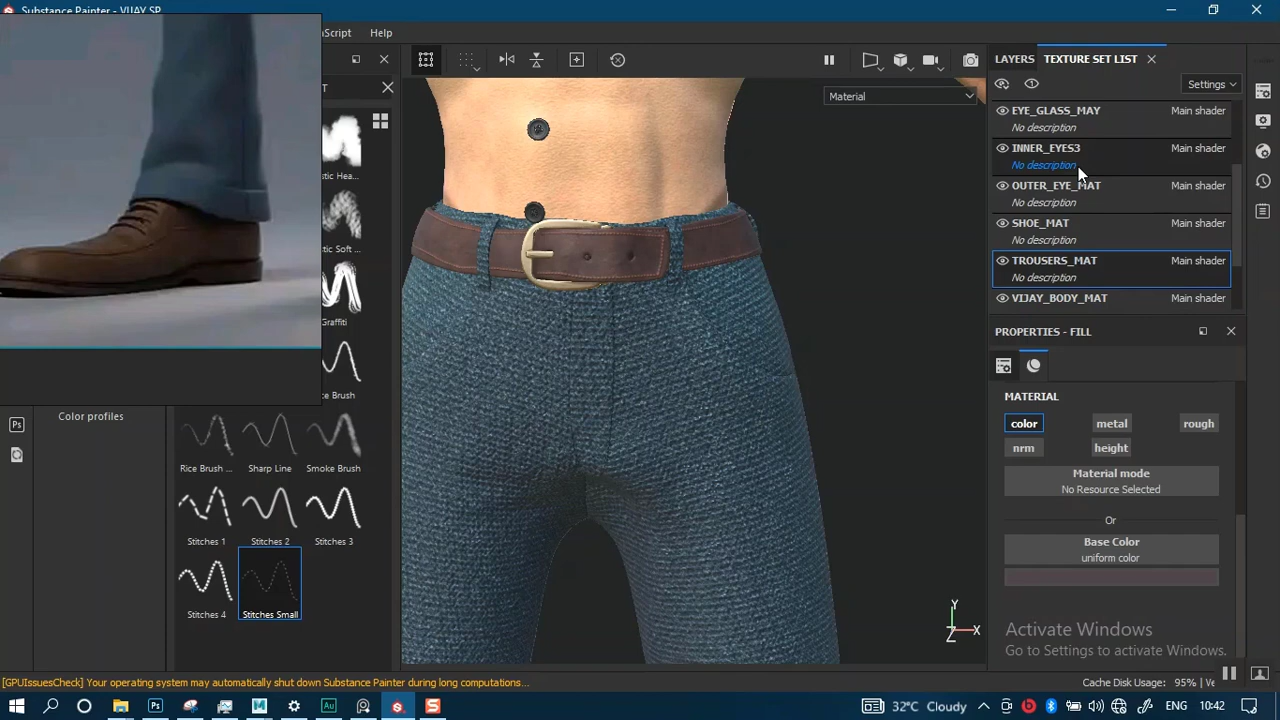 Substance Painter - VIJAY SP
Script
Help
Material
LAYERS
TEXTURE SET LIST
Settings
EYE_GLASS_MAY
Main shader
No description
INNER_EYES3
Main shader
No description
OUTER_EYE_MAT
Main shader
No description
SHOE_MAT
Main shader
No description
TROUSERS_MAT
Main shader
No description
VIJAY_BODY_MAT
Main shader
PROPERTIES - FILL
MATERIAL
color
metal
rough
nrm
height
Material mode
No Resource Selected
Or
Base Color
uniform color
Color profiles
Rice Brush ...
Sharp Line
Smoke Brush
Stitches 1
Stitches 2
Stitches 3
Stitches 4
Stitches Small
Activate Windows
Go to Settings to activate Windows.
[GPUIssuesCheck] Your operating system may automatically shut down Substance Painter during long computations...
Cache Disk Usage: 95% | Ve
32°C Cloudy
ENG
10:42